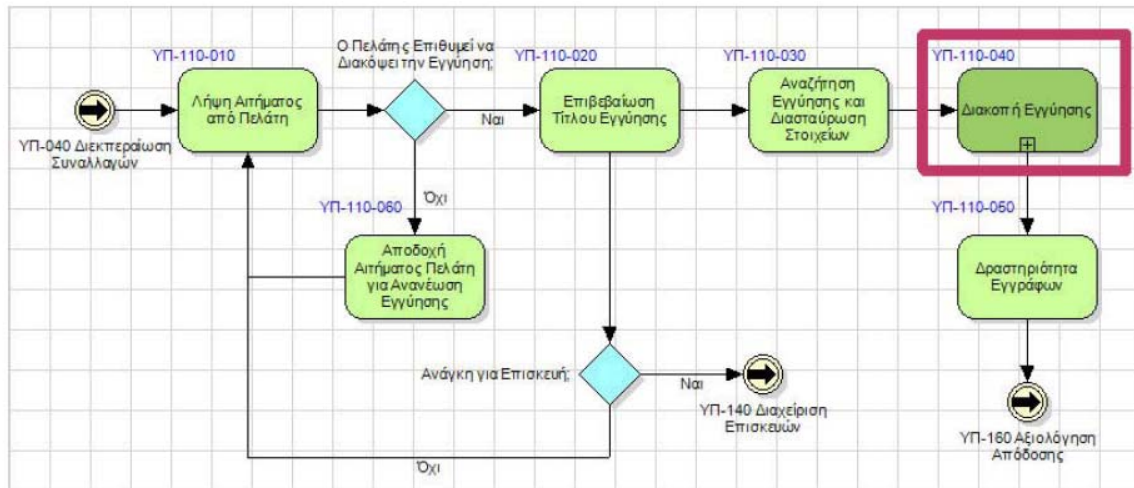 ΥΠ-110-010
Ο Πελάτης Επιθυμεί να
Διακόψει την Εγγύηση;
ΥΠ-110-020
ΥΠ-110-030
ΥΠ-110-040
Λήψη Αιτήματος
από Πελάτη
Ναι
Επιβεβαίωση
Τίτλου Εγγύησης
Αναζήτηση
Εγγύησης και
Διασταύρωση
Στοιχείων
Διακοπή Εγγύησης
ΥΠ-040 Διεκπεραίωση
Συναλλαγών
Όχι
ΥΠ-110-060
ΥΠ-110-050
Αποδοχή
Αιτήματος Πελάτη
για Ανανέωση
Εγγύησης
Δραστηριότητα
Εγγράφων
Ανάγκη για Επισκευή;
Ναι
ΥΠ-140 Διαχείριση
Επισκευών
ΥΠ-160 Αξιολόγηση
Απόδοσης
Όχι